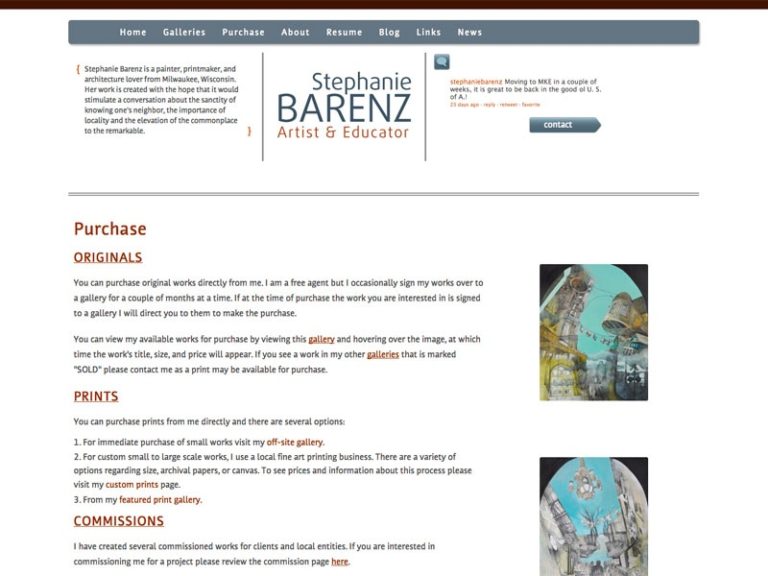 Home Galleries Purchase About Resume Blog Links News
{ Stephanie Barenz is a painter, printmaker, and
architecture lover from Milwaukee, Wisconsin.
Her work is created with the hope that it would
stimulate a conversation about the sanctity of
knowing one's neighbor, the importance of
locality and the elevation of the commonplace
to the remarkable. }
Stephanie
BARENZ
Artist & Educator
stephaniebarenz Moving to MKE in a couple of
weeks, it is great to be back in the good ol U. S.
of A.!
23 days ago · reply · retweet · favorite
contact
Purchase
ORIGINALS
You can purchase original works directly from me. I am a free agent but I occasionally sign my works over to
a gallery for a couple of months at a time. If at the time of purchase the work you are interested in is signed
to a gallery I will direct you to them to make the purchase.
You can view my available works for purchase by viewing this gallery and hovering over the image, at which
time the work's title, size, and price will appear. If you see a work in my other galleries that is marked
"SOLD" please contact me as a print may be available for purchase.
PRINTS
You can purchase prints from me directly and there are several options:
1. For immediate purchase of small works visit my off-site gallery.
2. For custom small to large scale works, I use a local fine art printing business. There are a variety of
options regarding size, archival papers, or canvas. To see prices and information about this process please
visit my custom prints page.
3. From my featured print gallery.
COMMISSIONS
I have created several commissioned works for clients and local entities. If you are interested in
commissioning me for a project please review the commission page here.